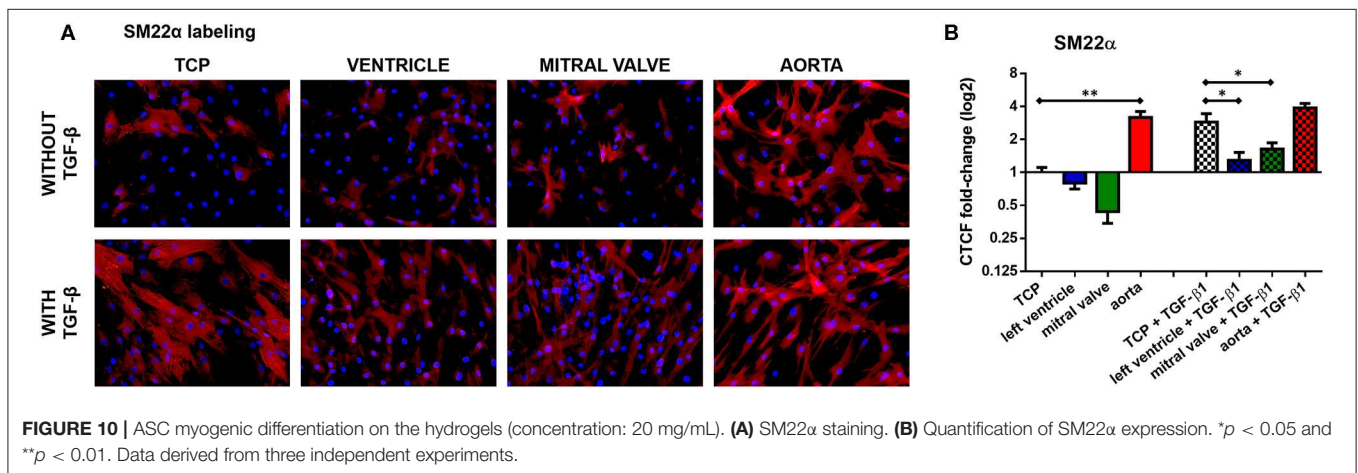 A
SM22α labeling
TCP
VENTRICLE
MITRAL VALVE
AORTA
WITHOUT
TGF-β
WITH
TGF-β
B
SM22α
CTCF fold-change (log2)
8
4
2
1
0.5
0.25
0.125
**
*
*
TCP
left ventricle
mitral valve
aorta
TCP + TGF-β1
left ventricle + TGF-β1
mitral valve + TGF-β1
aorta + TGF-β1
FIGURE 10 | ASC myogenic differentiation on the hydrogels (concentration: 20 mg/mL). (A) SM22α staining. (B) Quantification of SM22α expression. *p < 0.05 and
**p < 0.01. Data derived from three independent experiments.